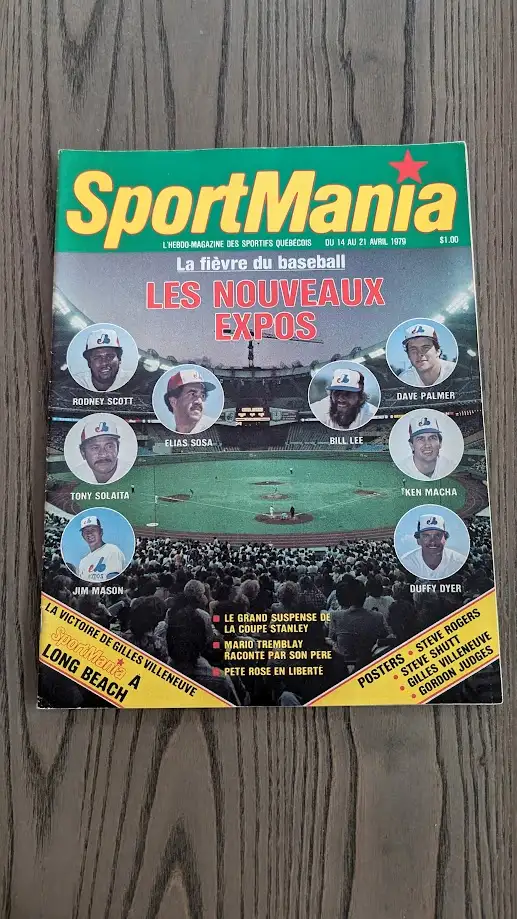 SportMania
L'HEBDO-MAGAZINE DES SPORTIFS QUÉBÉCOIS DU 14 AU 21 AVRIL 1979 $1.00
La fièvre du baseball
LES NOUVEAUX
EXPOS
RODNEY SCOTT
ELIAS SOSA
BILL LEE
DAVE PALMER
TONY SOLAITA
KEN MACHA
JIM MASON
DUFFY DYER
LA VICTOIRE DE GILLES VILLENEUVE
SportMania A
LONG BEACH
LE GRAND SUSPENSE DE
LA COUPE STANLEY
MARIO TREMBLAY
RACONTÉ PAR SON PÈRE
PETE ROSE EN LIBERTÉ
POSTERS • STEVE ROGERS
• STEVE SHUTT
• GILLES VILLENEUVE
• GORDON JUDGES